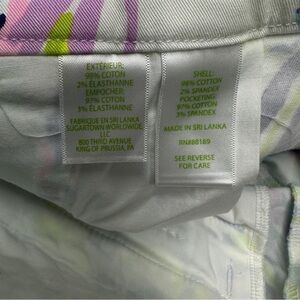 EXTÉRIEUR:
98% COTON
2% ÉLASTHANNE
EMPOCHER:
97% COTON
3% ÉLASTHANNE
FABRIQUÉ EN SRI LANKA
SUGARTOWN WORLDWIDE,
LLC
800 THIRD AVENUE
KING OF PRUSSIA, PA
SHELL:
98% COTTON
2% SPANDEX
POCKETING:
97% COTTON
3% SPANDEX
MADE IN SRI LANKA
RN#88189
SEE REVERSE
FOR CARE